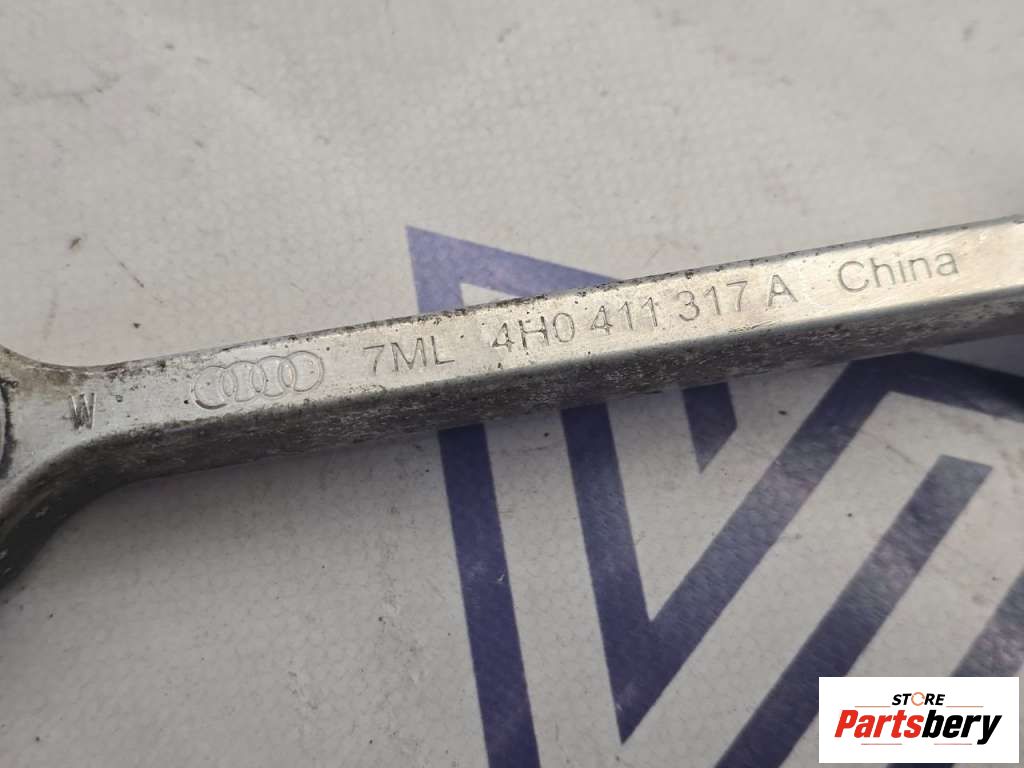 W 7ML 4H0 411 317 A China
STORE
Partsbery